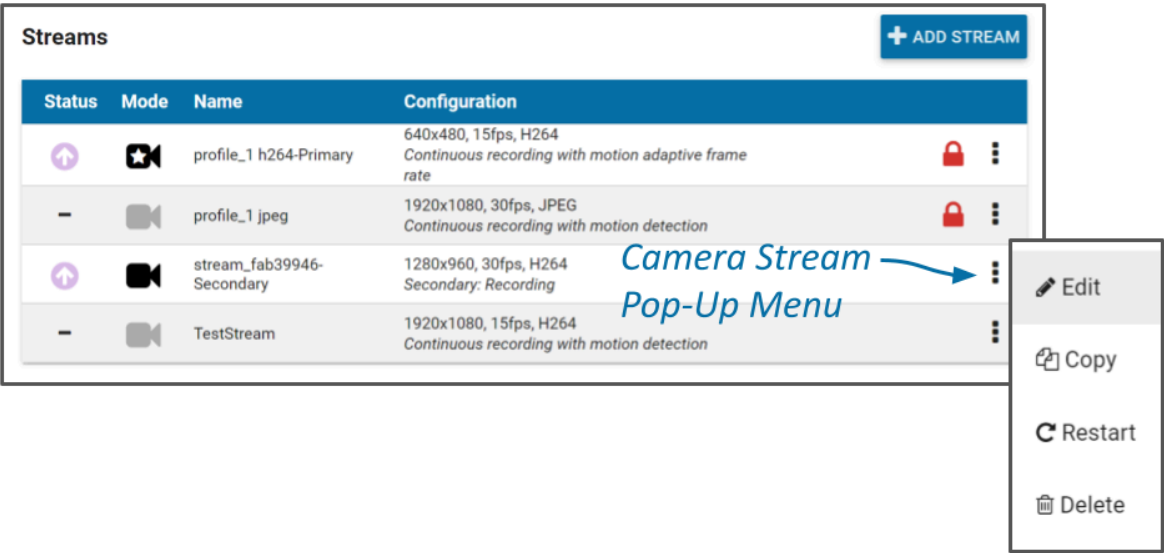 Streams
ADD STREAM
Status Mode Name Configuration
profile_1 h264-Primary
640x480, 15fps, H264
Continuous recording with motion adaptive frame
rate
profile_1 jpeg
1920x1080, 30fps, JPEG
Continuous recording with motion detection
stream_fab39946-
Secondary
1280x960, 30fps, H264
Secondary: Recording
Camera Stream
Pop-Up Menu
TestStream
1920x1080, 15fps, H264
Continuous recording with motion detection
Edit
Copy
Restart
Delete